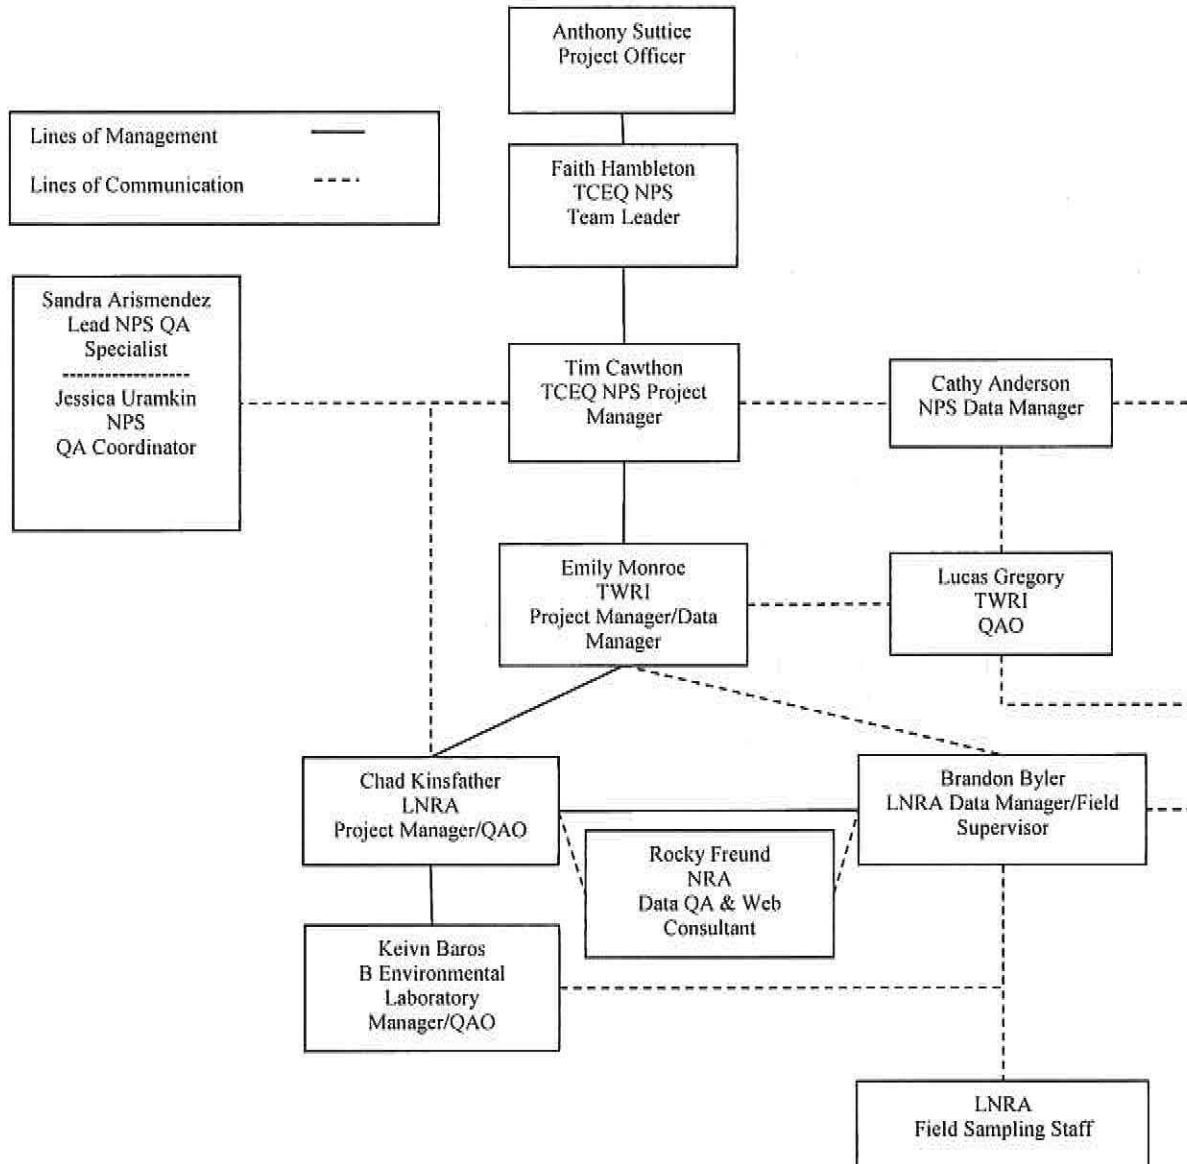 Anthony Suttice
Project Officer
Lines of Management
Lines of Communication
Faith Hambleton
TCEQ NPS
Team Leader
Sandra Arismendez
Lead NPS QA
Specialist
-----------------
Jessica Uramkin
NPS
QA Coordinator
Tim Cawthon
TCEQ NPS Project
Manager
Cathy Anderson
NPS Data Manager
Emily Monroe
TWRI
Project Manager/Data
Manager
Lucas Gregory
TWRI
QAO
Chad Kinsfather
LNRA
Project Manager/QAO
Brandon Byler
LNRA Data Manager/Field
Supervisor
Rocky Freund
NRA
Data QA & Web
Consultant
Keivn Baros
B Environmental
Laboratory
Manager/QAO
LNRA
Field Sampling Staff